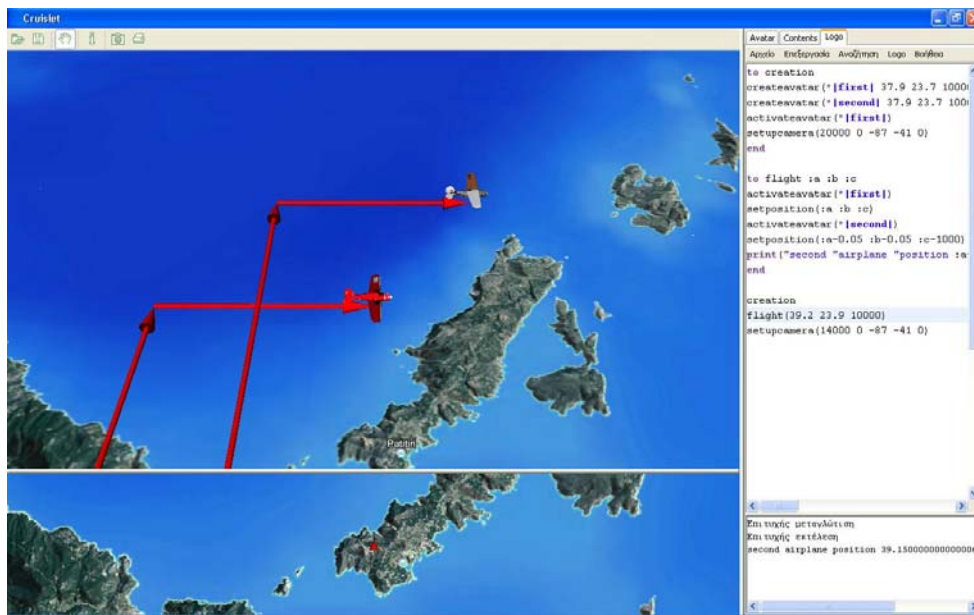 Cruislet
Avatar Contents Logo
Αρχείο Επεξεργασία Αναζήτηση Logo Βοήθεια
to creation
createavatar("|first| 37.9 23.7 1000
createavatar("|second| 37.9 23.7 1000
activateavatar("|first|)
setupcamera(20000 0 -87 -41 0)
end
to flight :a :b :c
activateavatar("|first|)
setposition(:a :b :c)
activateavatar("|second|)
setposition(:a-0.05 :b-0.05 :c-1000)
print("second "airplane "position :a-
end
creation
flight(39.2 23.9 10000)
setupcamera(14000 0 -87 -41 0)
Patitiri
Επιτυχής μεταγλώτιση
Επιτυχής εκτέλεση
second airplane position 39.1500000000000